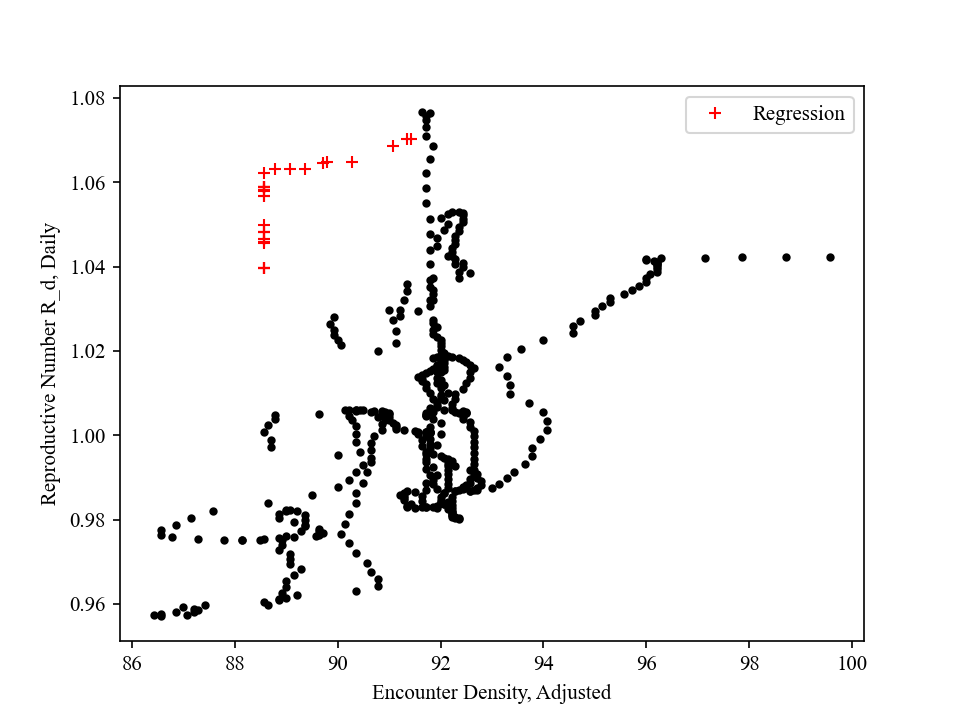 Regression
1.08
1.06
1.04
1.02
1.00
0.98
0.96
Reproductive Number R_d, Daily
86 88 90 92 94 96 98 100
Encounter Density, Adjusted